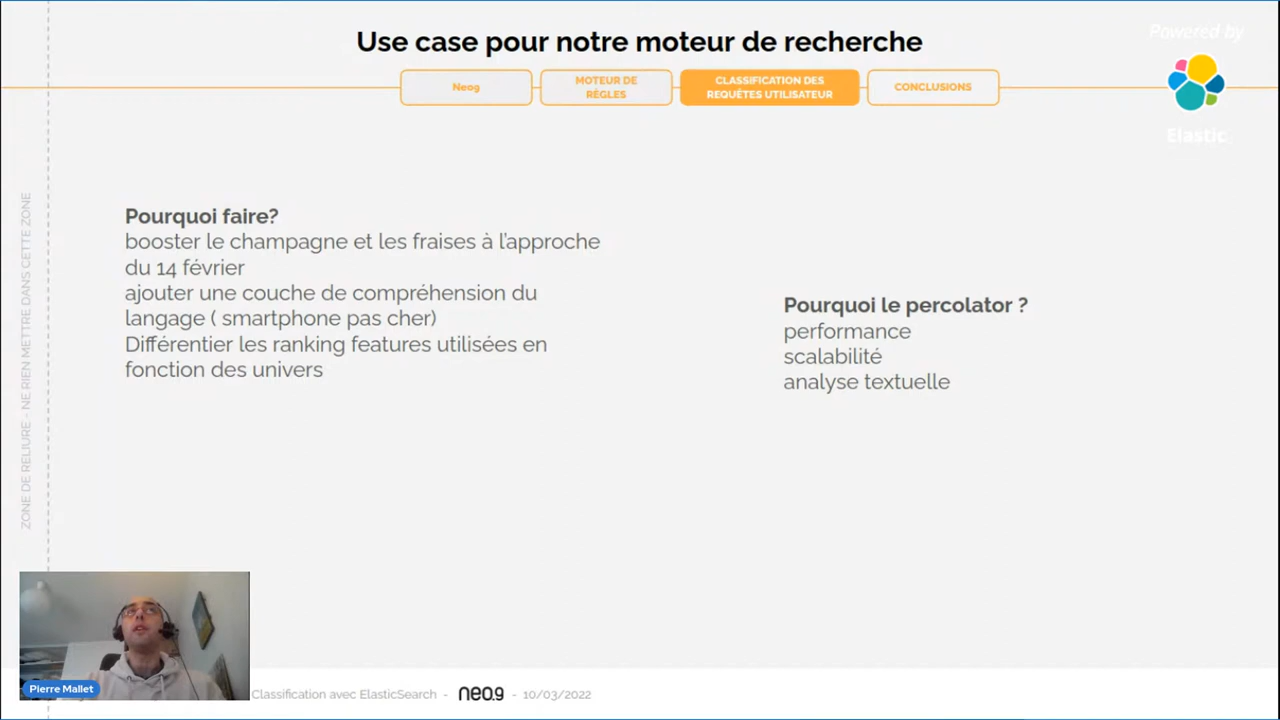 Use case pour notre moteur de recherche
Powered by
Neo9
MOTEUR DE
RÈGLES
CLASSIFICATION DES
REQUÊTES UTILISATEUR
CONCLUSIONS
Elastic
ZONE DE RELIURE - NE RIEN METTRE DANS CETTE ZONE
Pourquoi faire?
booster le champagne et les fraises à l'approche
du 14 février
ajouter une couche de compréhension du
langage ( smartphone pas cher)
Différentier les ranking features utilisées en
fonction des univers
Pourquoi le percolator ?
performance
scalabilité
analyse textuelle
Pierre Mallet
Classification avec ElasticSearch - neo.9 - 10/03/2022